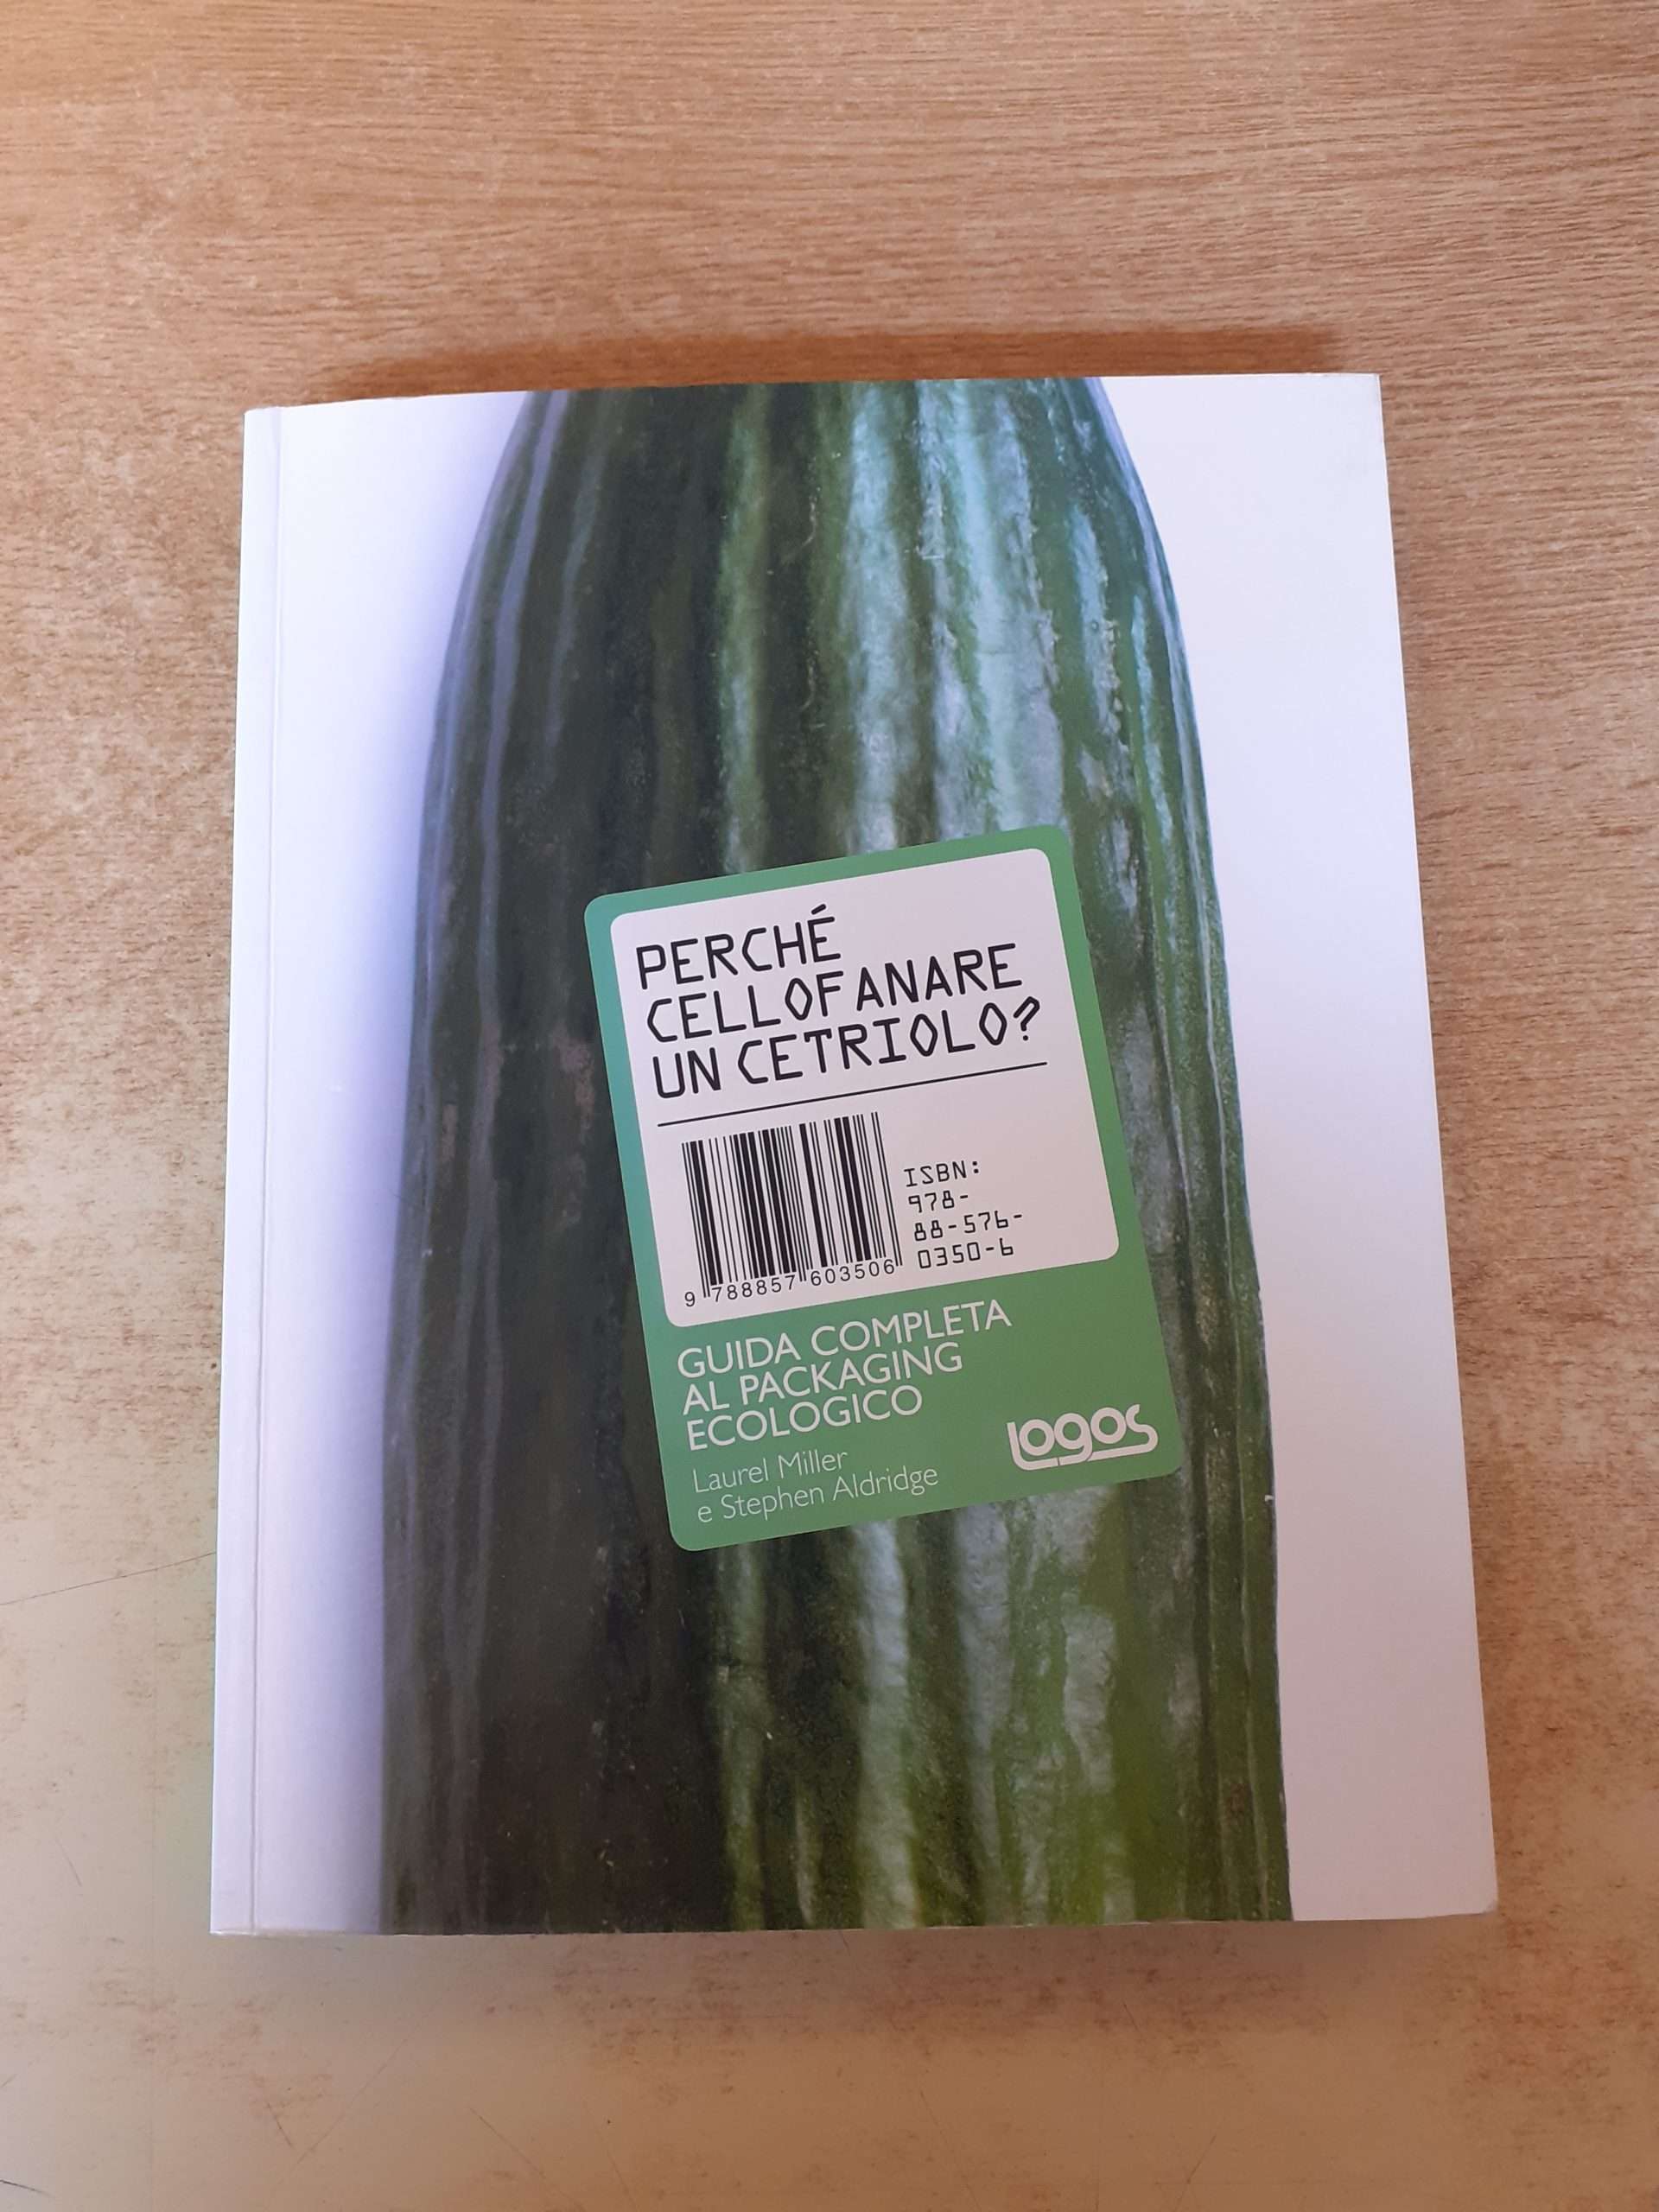 PERCHÉ
CELLOFANARE
UN CETRIOLO?
ISBN:
978-
88-576-
0350-6
9 788857 603506
GUIDA COMPLETA
AL PACKAGING
ECOLOGICO
Laurel Miller
e Stephen Aldridge
Logos